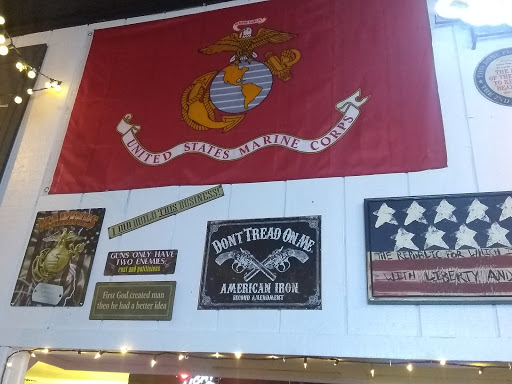 UNITED STATES MARINE CORPS
I DID BUILD THIS BUSINESS!
GUNS ONLY HAVE
TWO ENEMIES
rust and politicians
First God created man
then he had a better idea
DONT TREAD ON ME
AMERICAN IRON
SECOND AMENDMENT
THE REPUBLIC FOR WHICH
WITH LIBERTY AND